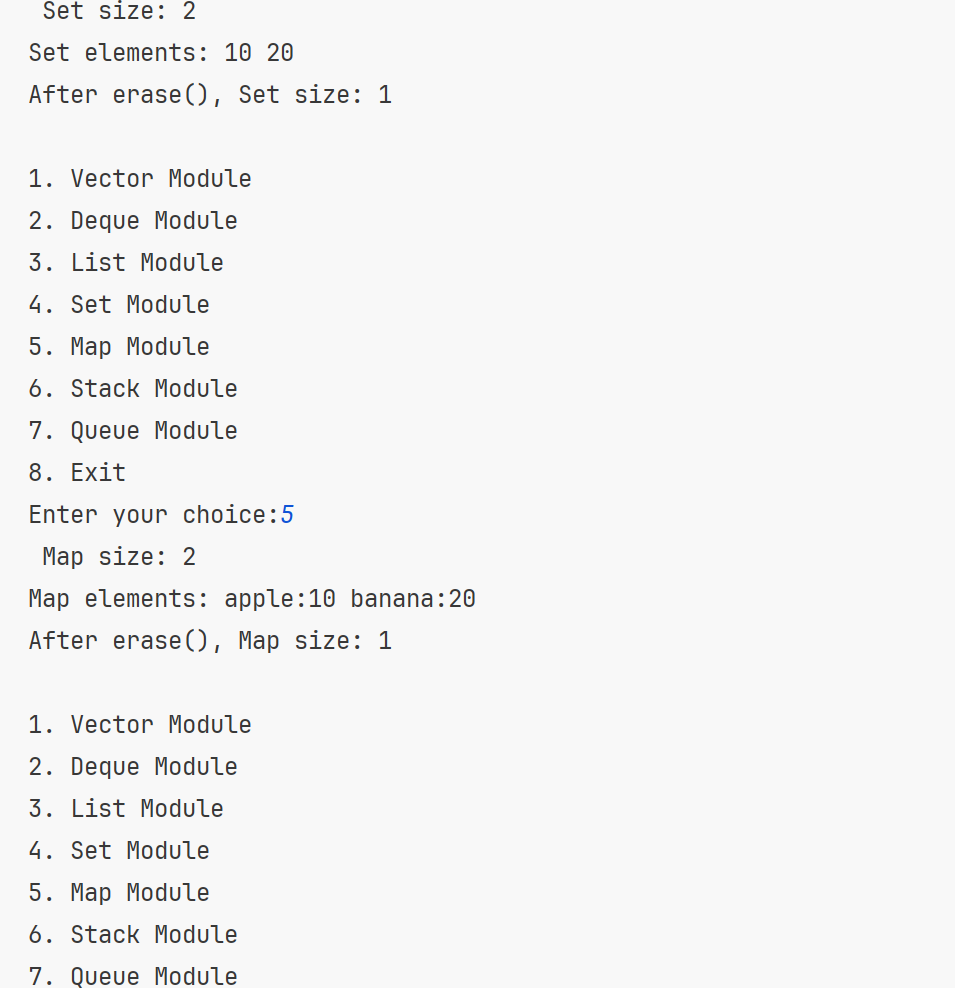 Set size: 2
Set elements: 10 20
After erase(), Set size: 1
1. Vector Module
2. Deque Module
3. List Module
4. Set Module
5. Map Module
6. Stack Module
7. Queue Module
8. Exit
Enter your choice:5
Map size: 2
Map elements: apple:10 banana:20
After erase(), Map size: 1
1. Vector Module
2. Deque Module
3. List Module
4. Set Module
5. Map Module
6. Stack Module
7. Queue Module